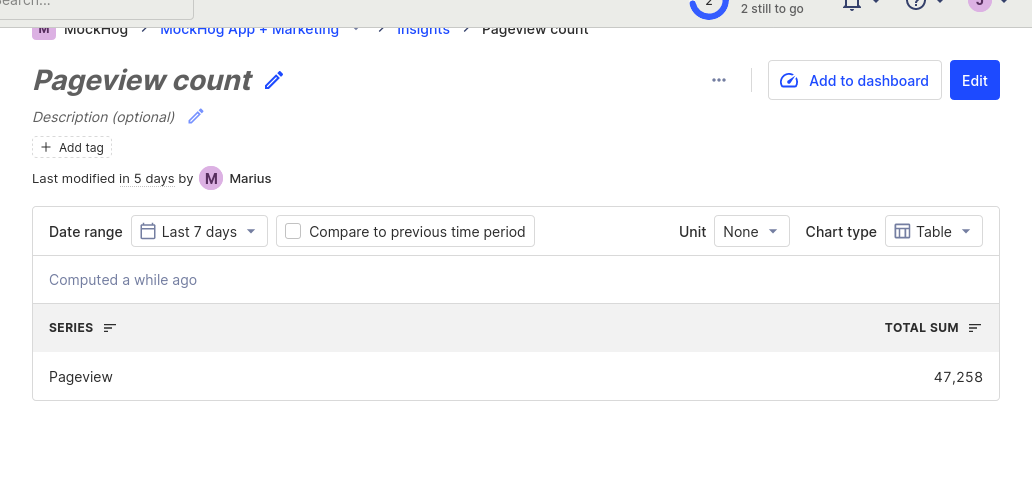 Search...
2
2 still to go
J
M MockHog MockHog App + Marketing Insights Pageview count
Pageview count
... Add to dashboard Edit
Description (optional)
+ Add tag
Last modified in 5 days by M Marius
Date range Last 7 days Compare to previous time period Unit None Chart type Table
Computed a while ago
SERIES TOTAL SUM
Pageview 47,258